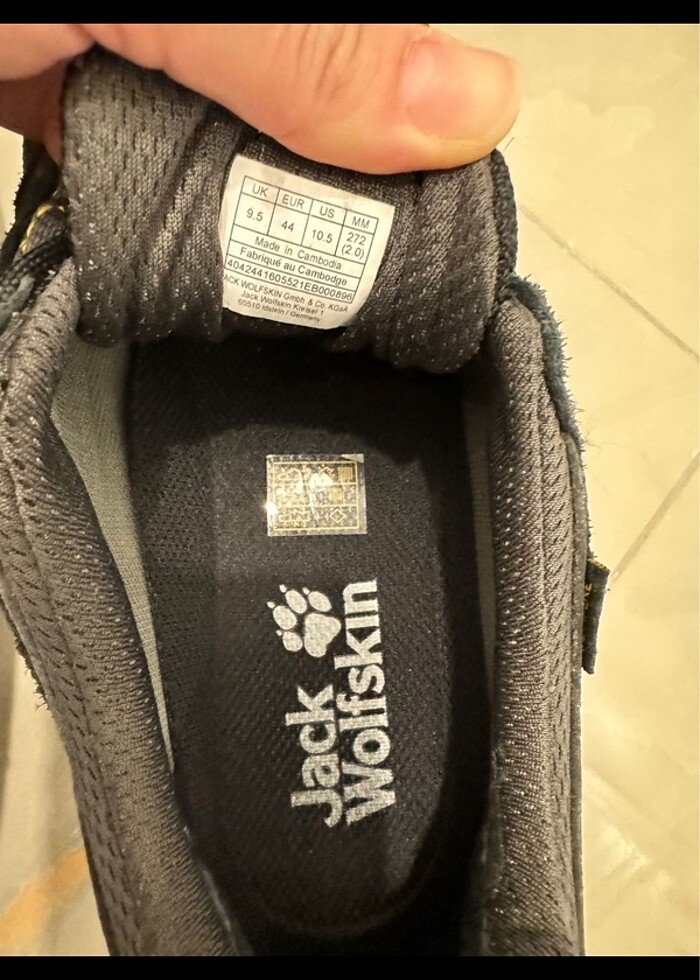 UK EUR US MM
9.5 44 10.5 272 (2.0)
Made in Cambodia
Fabriqué au Cambodge
4042441605521EB000896
ACK WOLFSKIN GmbH & Co. KGaA
Jack Wolfskin Kreisel 1
65510 Idstein / Germany
Jack
Wolfskin